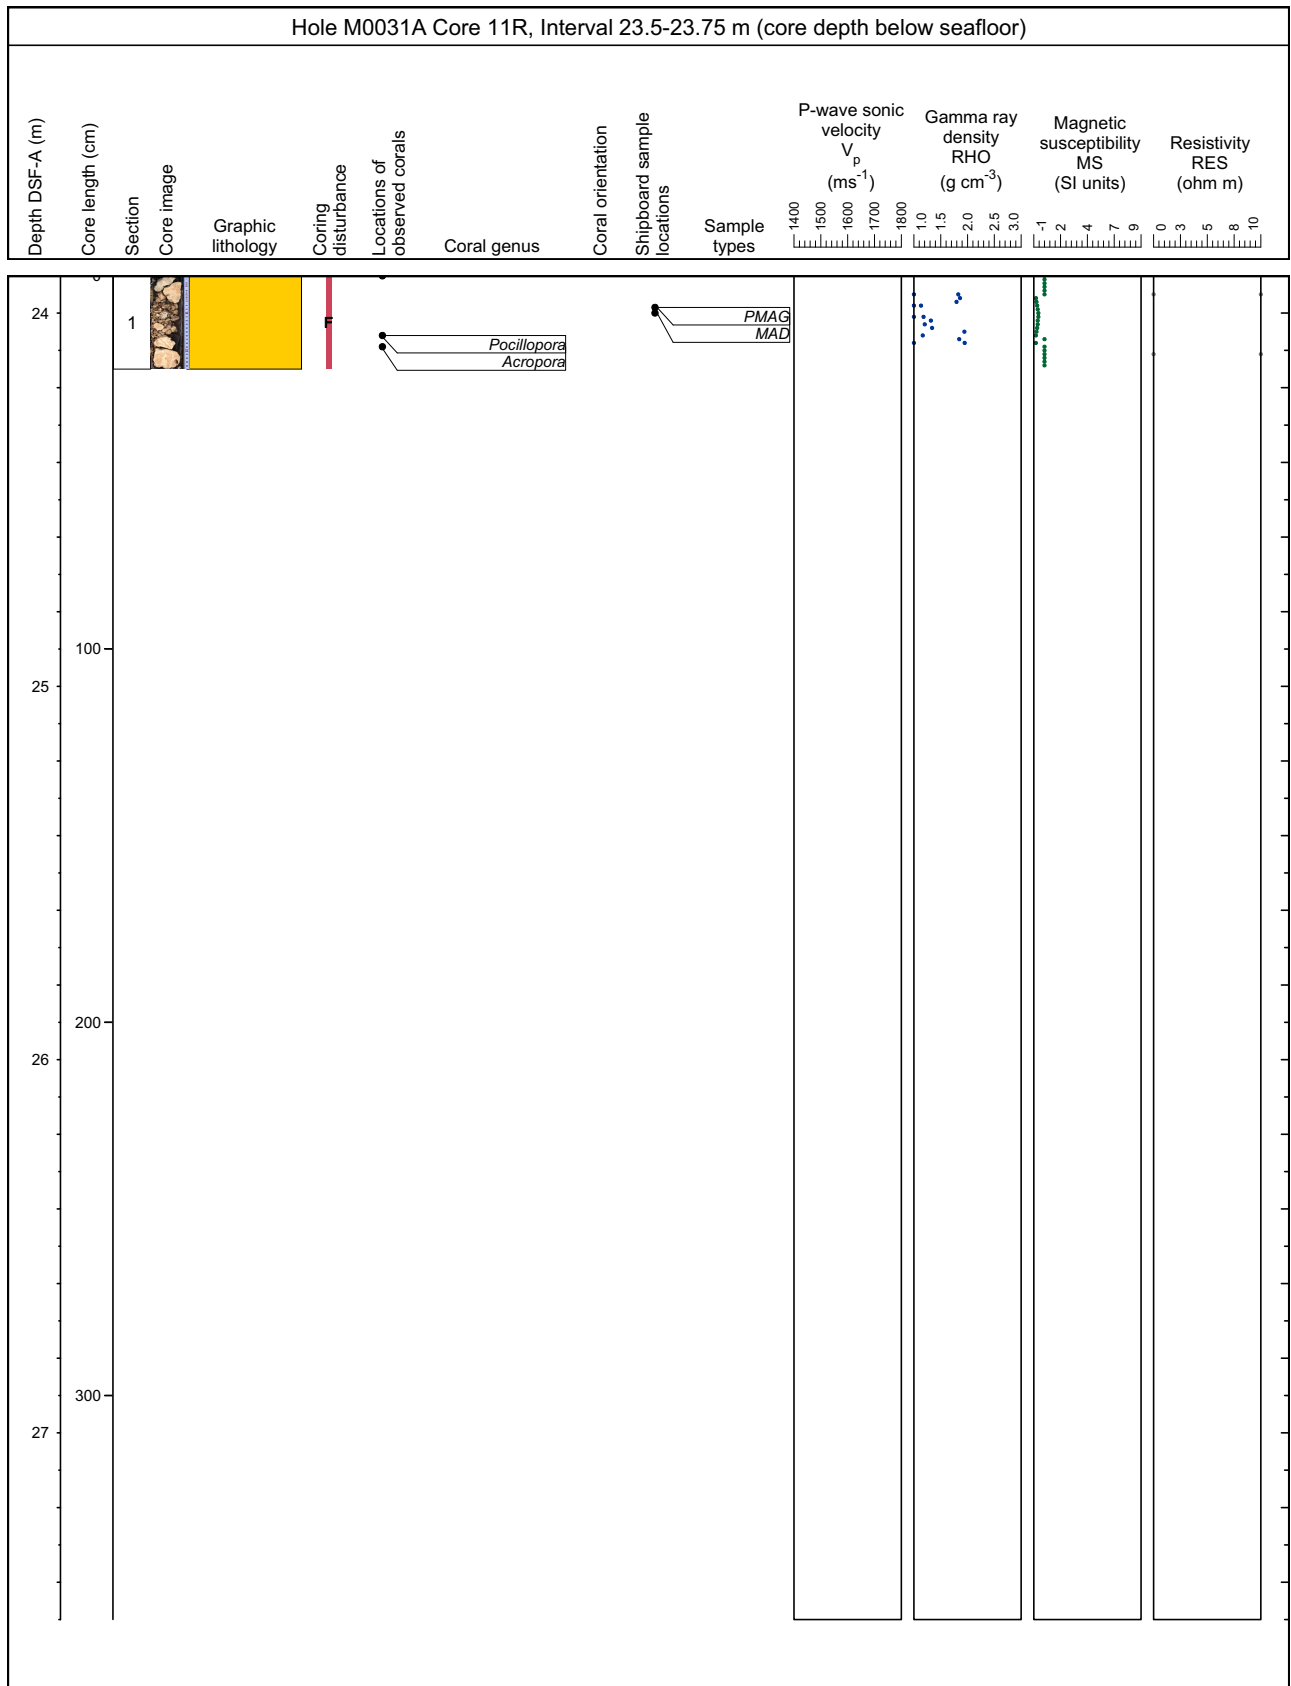 Hole M0031A Core 11R, Interval 23.5-23.75 m (core depth below seafloor)
Depth DSF-A (m)
Core length (cm)
Section
Core image
Graphic
lithology
Coring
disturbance
Locations of
observed corals
Coral genus
Coral orientation
Shipboard sample
locations
Sample
types
P-wave sonic
velocity
Vp
(ms-1)
1400 1500 1600 1700 1800
Gamma ray
density
RHO
(g cm-3)
1.0 1.5 2.0 2.5 3.0
Magnetic
susceptibility
MS
(SI units)
-1 2 4 7 9
Resistivity
RES
(ohm m)
0 3 5 8 10
24
1
F
Pocillopora
Acropora
PMAG
MAD
100
25
200
26
300
27